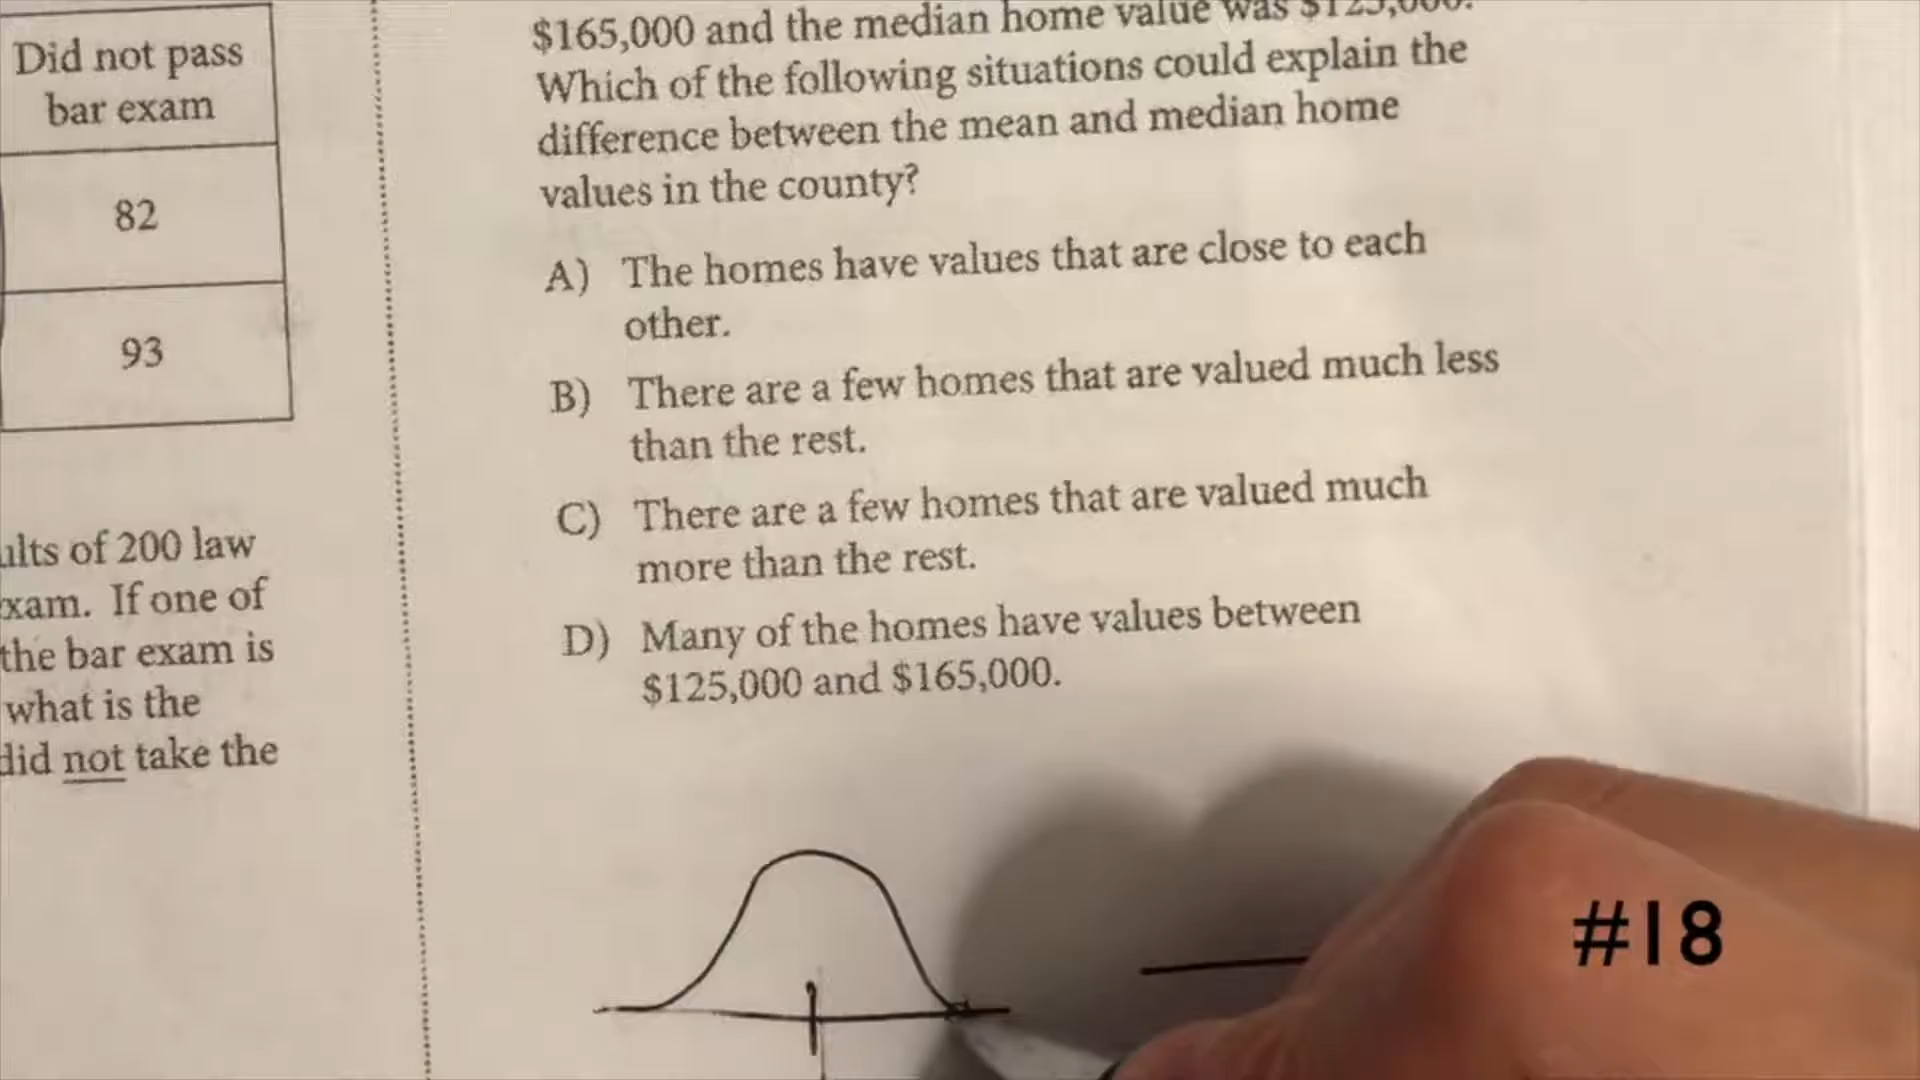 Did not pass
bar exam
82
93
ults of 200 law
xam. If one of
the bar exam is
what is the
did not take the
$165,000 and the median home value was $125,000.
Which of the following situations could explain the
difference between the mean and median home
values in the county?
A) The homes have values that are close to each
other.
B) There are a few homes that are valued much less
than the rest.
C) There are a few homes that are valued much
more than the rest.
D) Many of the homes have values between
$125,000 and $165,000.
#18